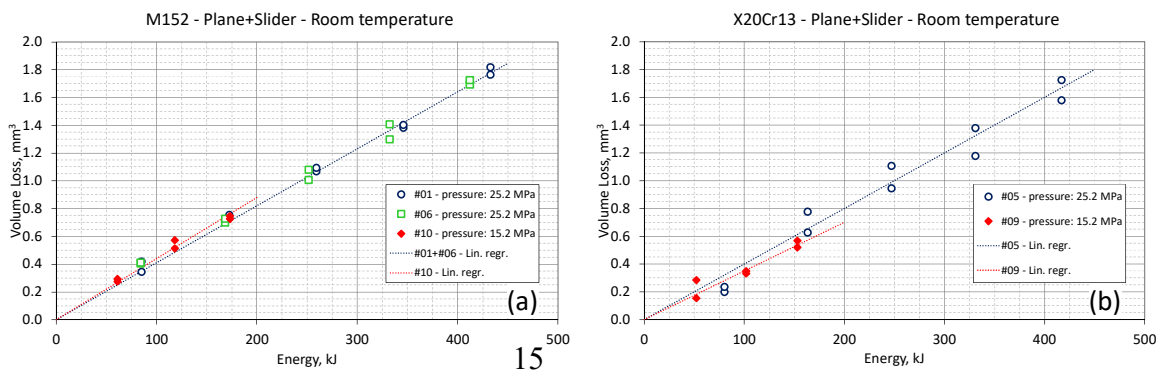 M152 - Plane+Slider - Room temperature
2.0
1.8
1.6
1.4
1.2
1.0
0.8
0.6
0.4
0.2
0.0
Volume Loss, mm³
0
100
200
300
400
500
Energy, kJ
#01 - pressure: 25.2 MPa
#06 - pressure: 25.2 MPa
#10 - pressure: 15.2 MPa
#01+#06 - Lin. regr.
#10 - Lin. regr.
(a)
15
X20Cr13 - Plane+Slider - Room temperature
2.0
1.8
1.6
1.4
1.2
1.0
0.8
0.6
0.4
0.2
0.0
Volume Loss, mm³
0
100
200
300
400
500
Energy, kJ
#05 - pressure: 25.2 MPa
#09 - pressure: 15.2 MPa
#05 - Lin. regr.
#09 - Lin. regr.
(b)